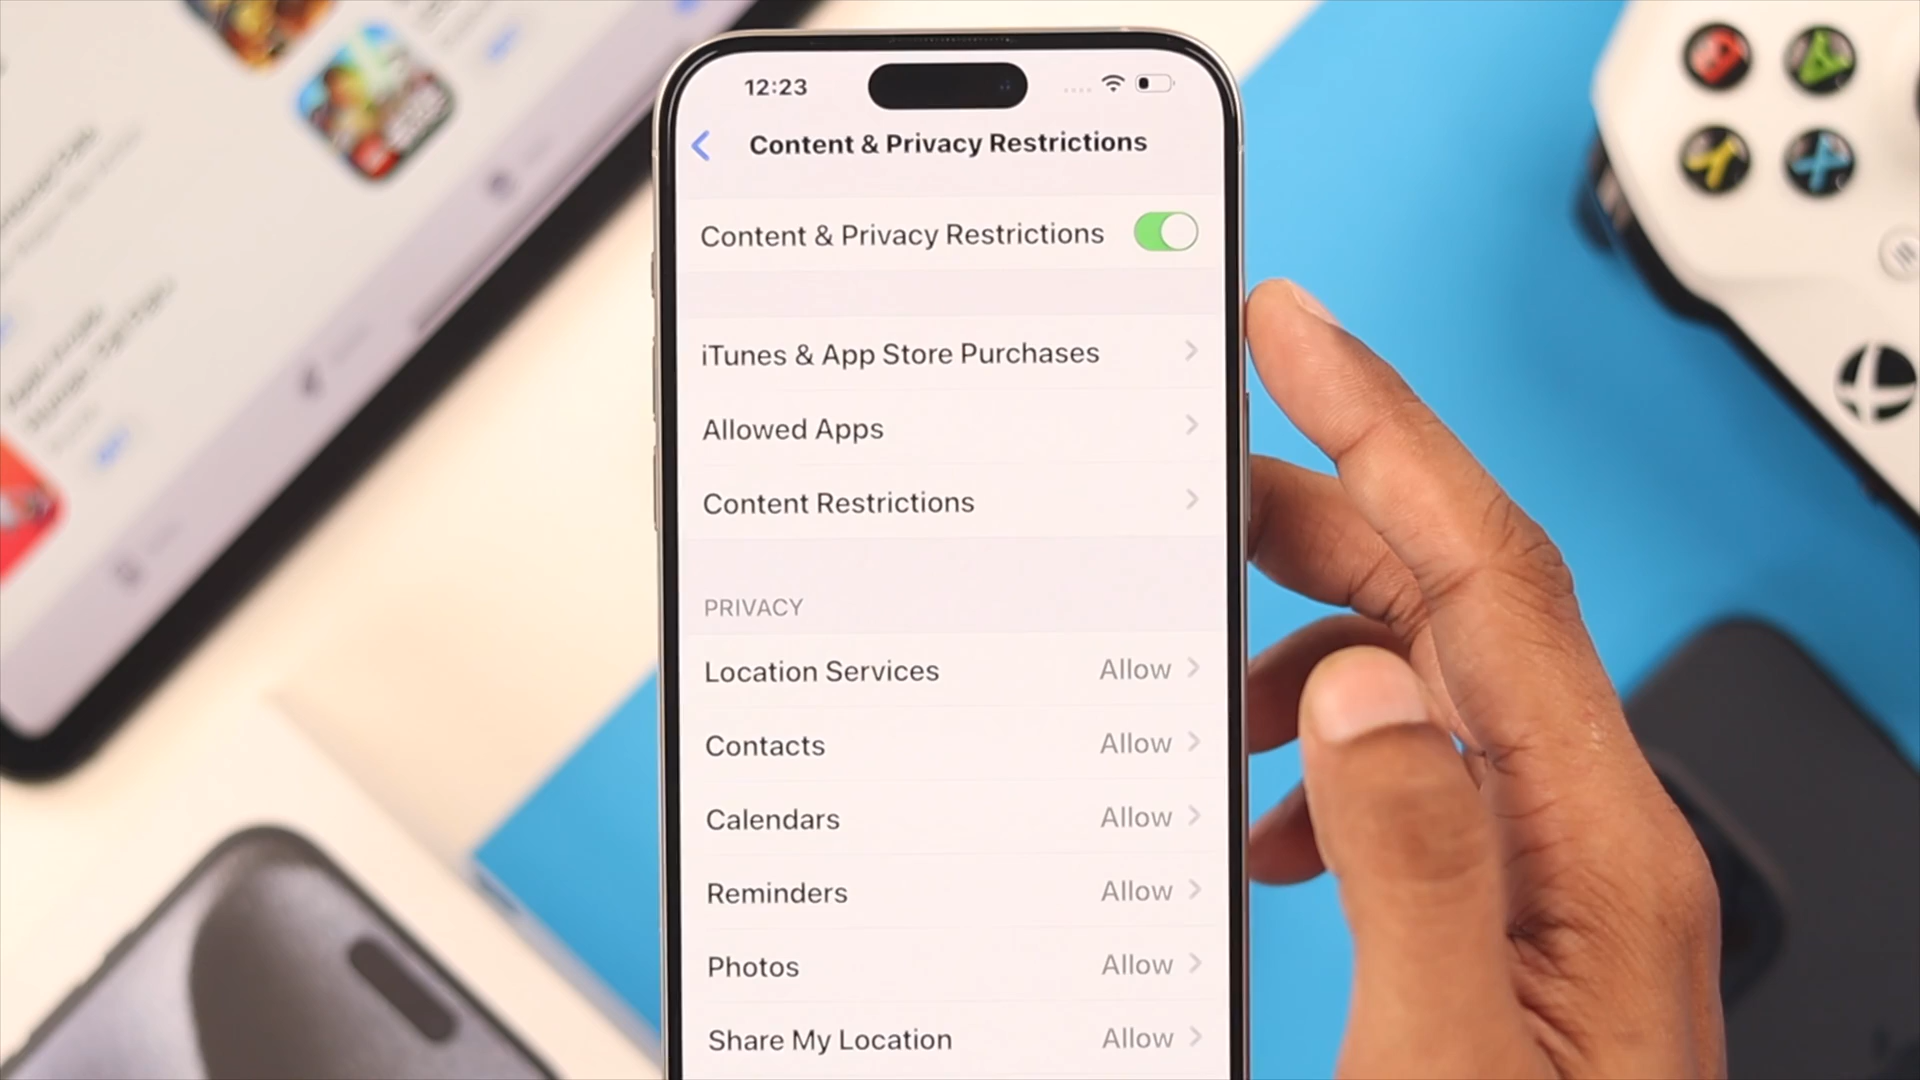 12:23
Content & Privacy Restrictions
Content & Privacy Restrictions
iTunes & App Store Purchases
Allowed Apps
Content Restrictions
PRIVACY
Location Services Allow
Contacts Allow
Calendars Allow
Reminders Allow
Photos Allow
Share My Location Allow
B
A
Y
X